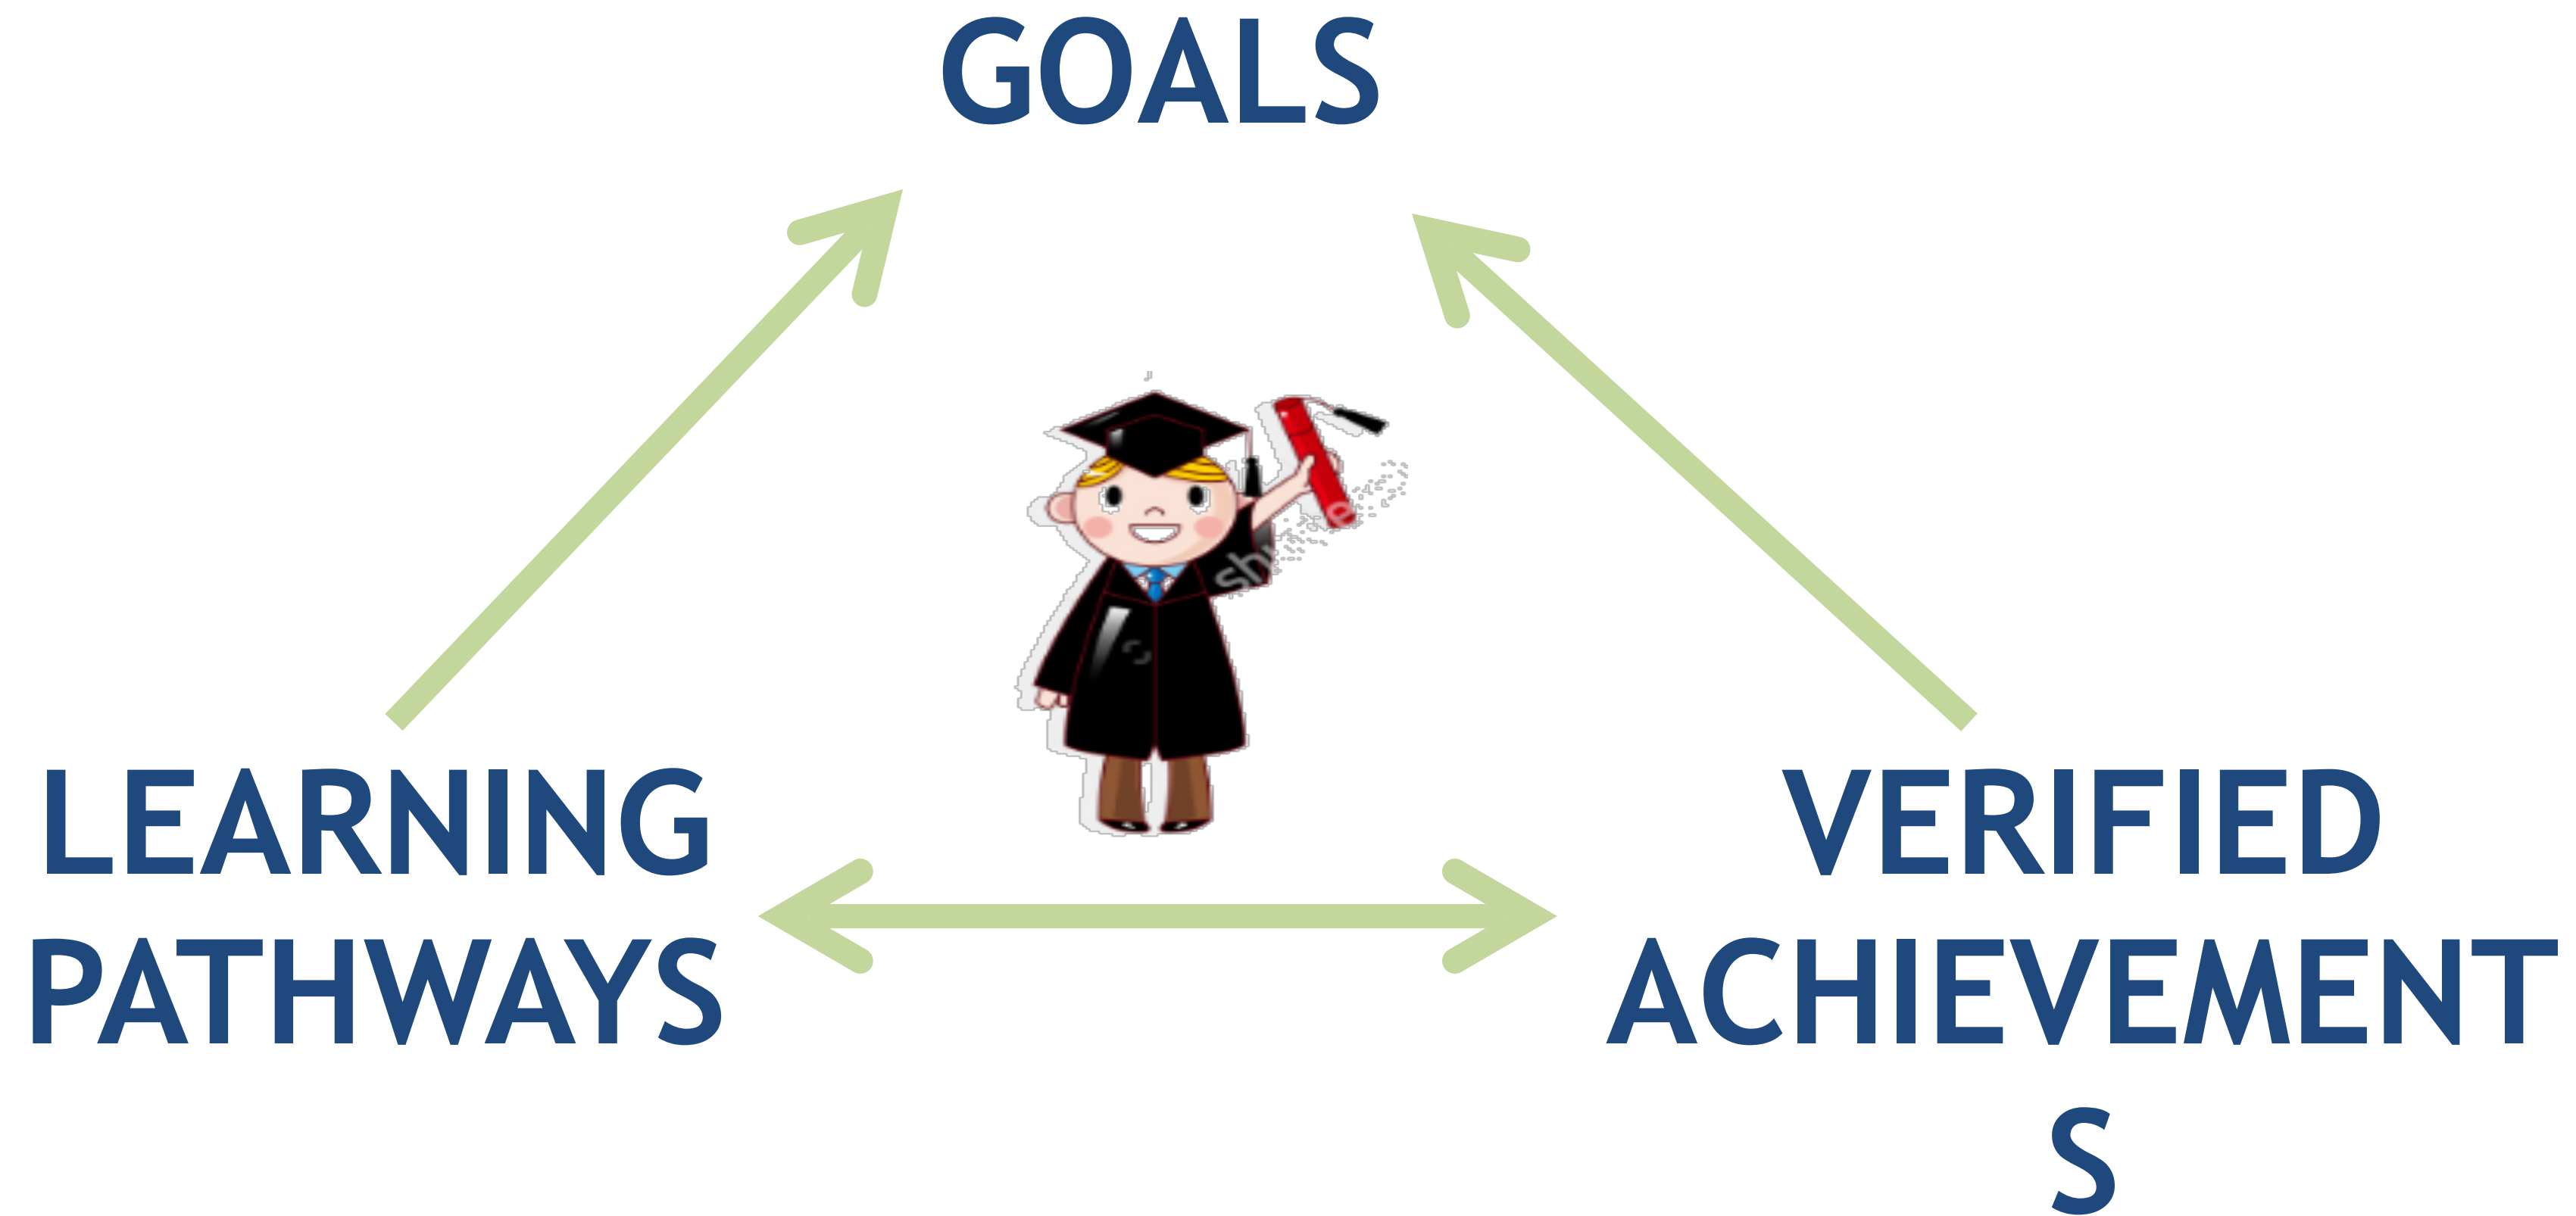 GOALS
LEARNING
PATHWAYS
VERIFIED
ACHIEVEMENT
S